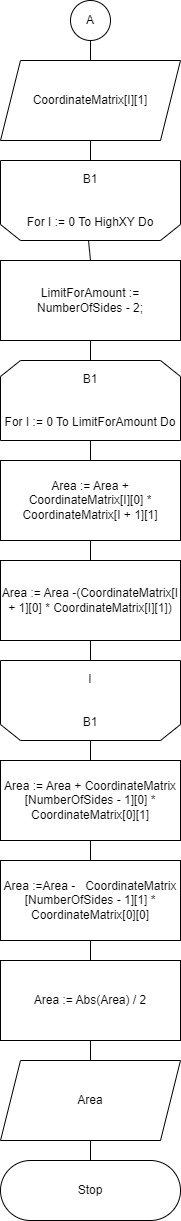 A
CoordinateMatrix[I][1]
B1
For I := 0 To HighXY Do
LimitForAmount :=
NumberOfSides - 2;
B1
For I := 0 To LimitForAmount Do
Area := Area +
CoordinateMatrix[I][0] *
CoordinateMatrix[I + 1][1]
Area := Area -(CoordinateMatrix[I
+ 1][0] * CoordinateMatrix[I][1])
I
B1
Area := Area + CoordinateMatrix
[NumberOfSides - 1][0] *
CoordinateMatrix[0][1]
Area :=Area -   CoordinateMatrix
[NumberOfSides - 1][1] *
CoordinateMatrix[0][0]
Area := Abs(Area) / 2
Area
Stop